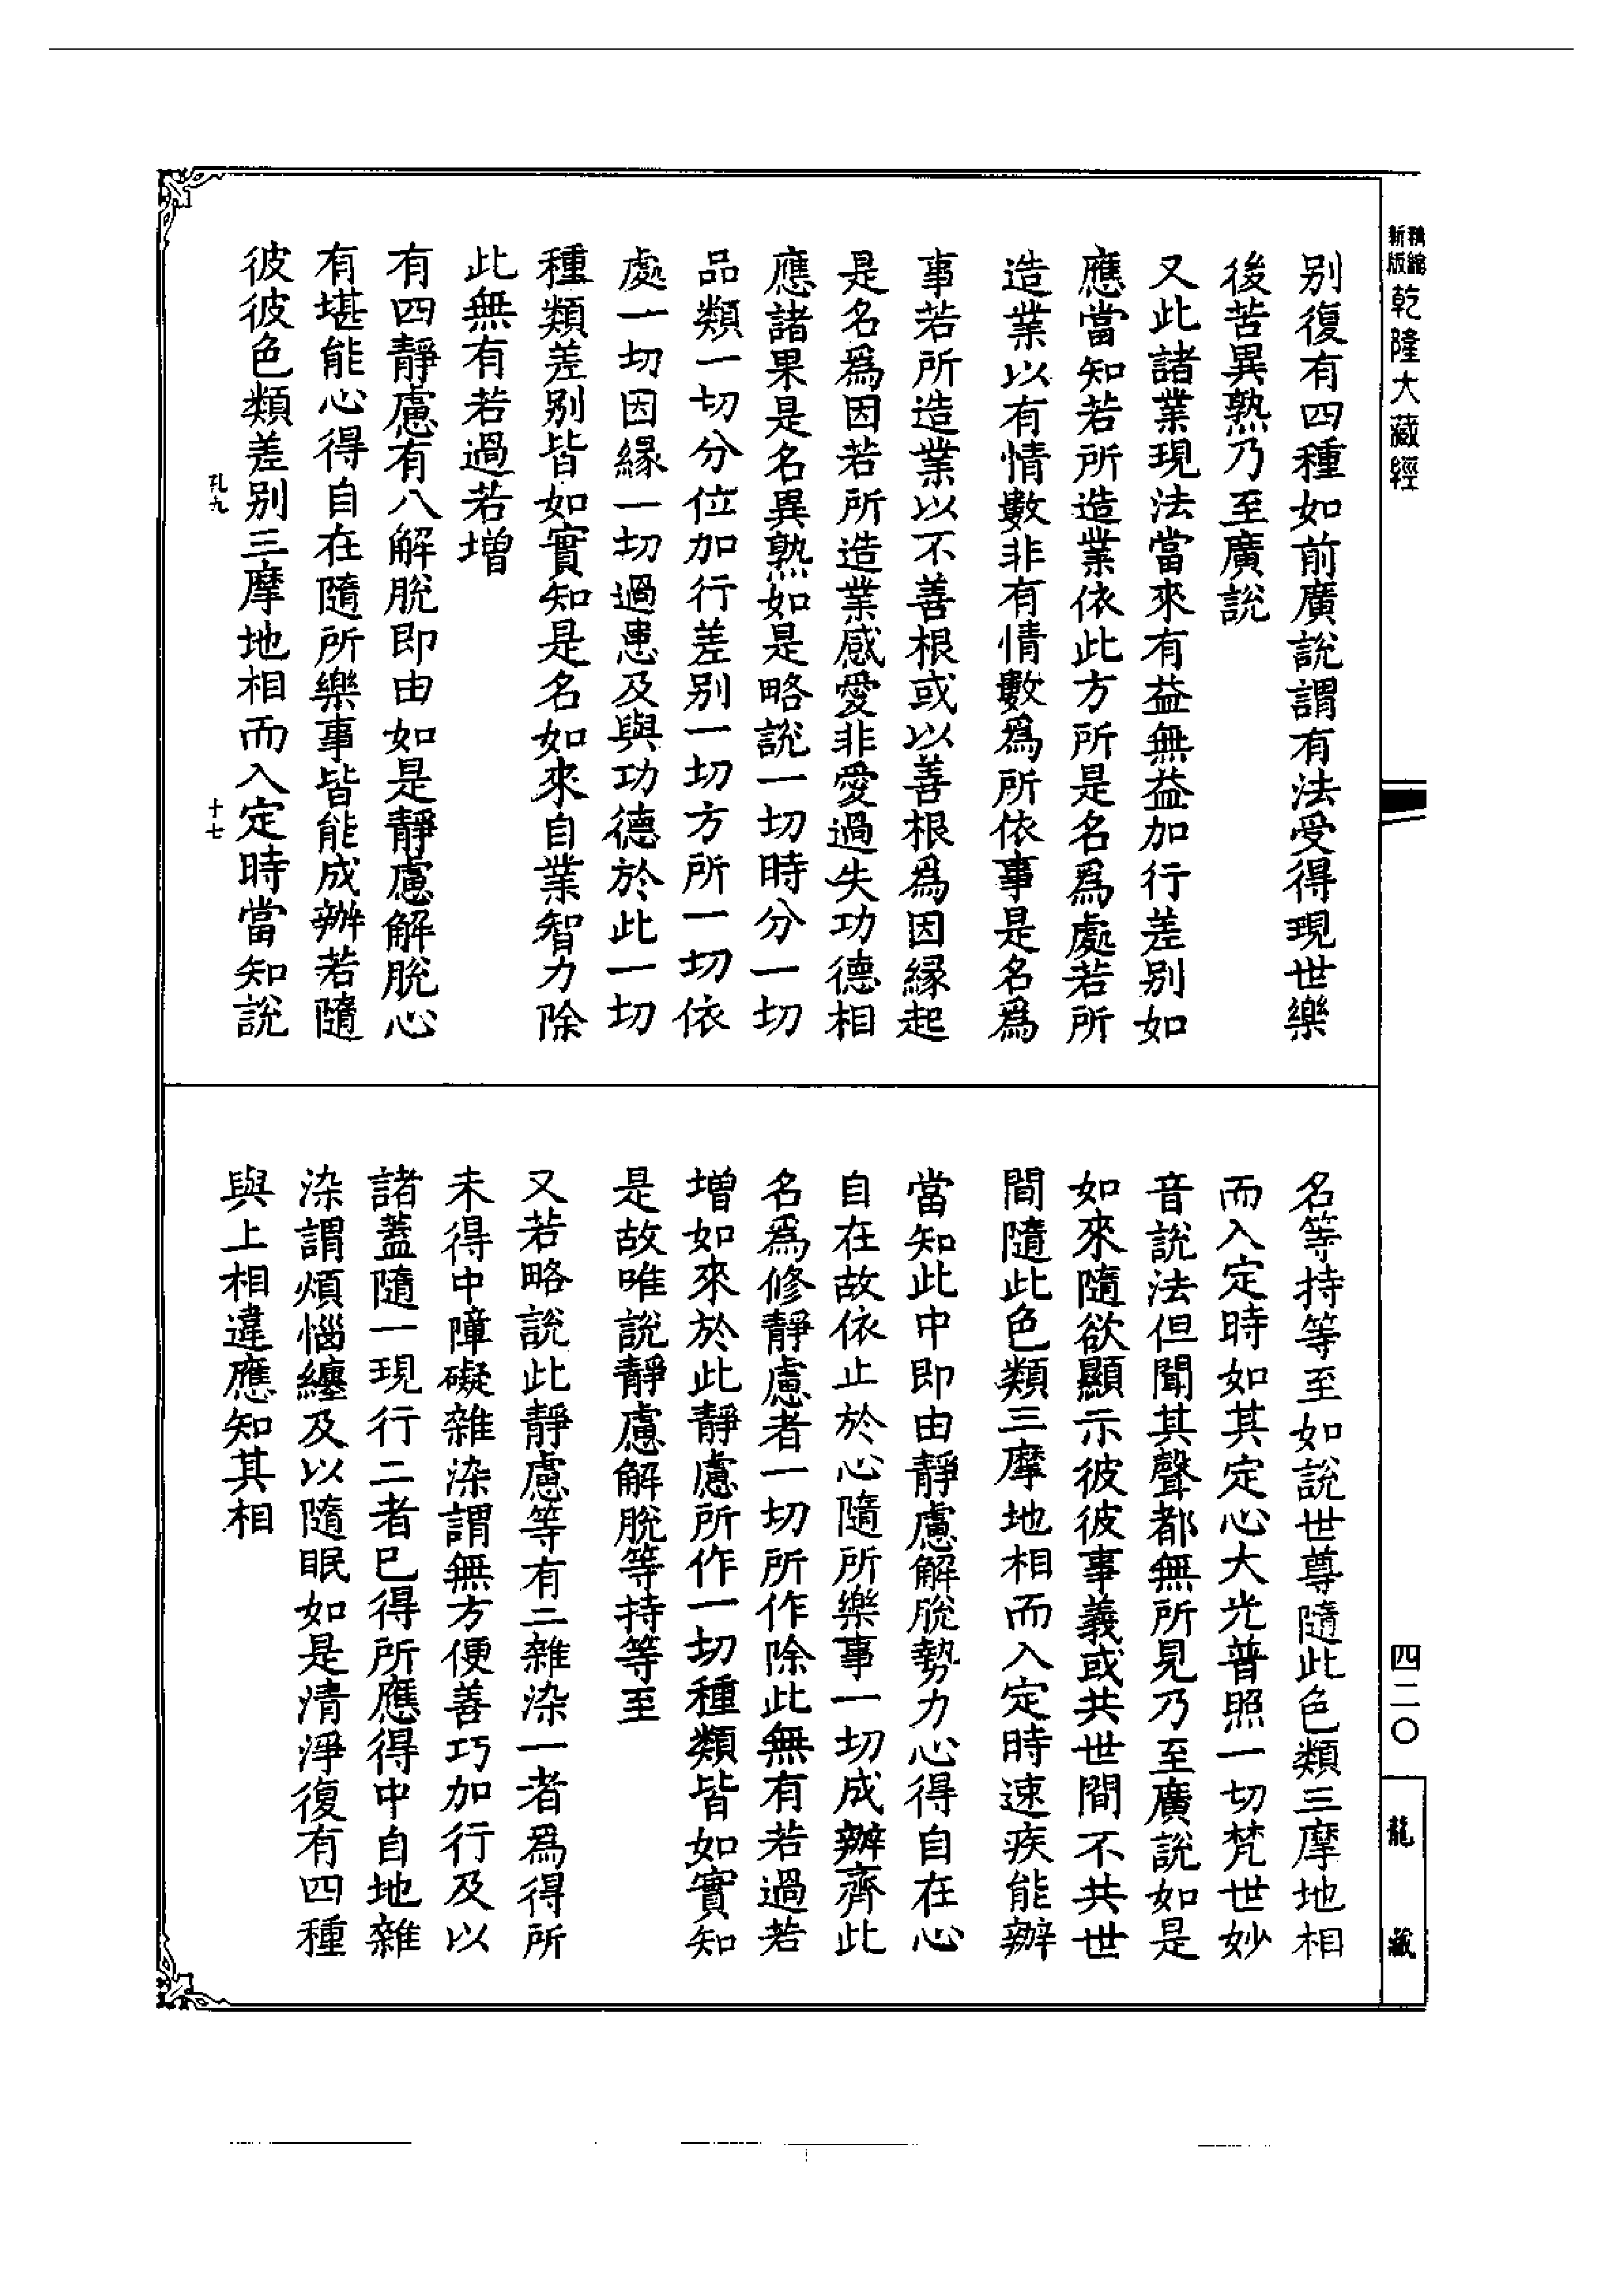 精縮新版乾隆大藏經
四二〇
龍藏
别復有四種如前廣說謂有法受得現世樂
後苦異熟乃至廣說
又此諸業現法當來有益無益加行差别如
應當知若所造業依此方所是名爲處若所
造業以有情數非有情數爲所依事是名爲
事若所造業以不善根或以善根爲因緣起
是名爲因若所造業感愛非愛過失功德相
應諸果是名異熟如是略說一切時分一切
品類一切分位加行差别一切方所一切依
處一切因緣一切過患及與功德於此一切
種類差别皆如實知是名如來自業智力除
此無有若過若增
有四靜慮有八解脫即由如是靜慮解脫心
有堪能心得自在隨所樂事皆能成辦若隨
彼彼色類差别三摩地相而入定時當知說
孔九
十七
名等持等至如說世尊隨此色類三摩地相
而入定時如其定心大光普照一切梵世妙
音說法但聞其聲都無所見乃至廣說如是
如來隨欲顯示彼彼事義或共世間不共世
間隨此色類三摩地相而入定時速疾能辦
當知此中即由靜慮解脫勢力心得自在心
自在故依止於心隨所樂事一切成辦齊此
名爲修靜慮者一切所作除此無有若過若
增如來於此靜慮所作一切種類皆如實知
是故唯說靜慮解脫等持等至
又若略說此靜慮等有二雜染一者爲得所
未得中障礙雜染謂無方便善巧加行及以
諸蓋隨一現行二者巳得所應得中自地雜
染謂煩惱纏及以隨眠如是清淨復有四種
與上相違應知其相